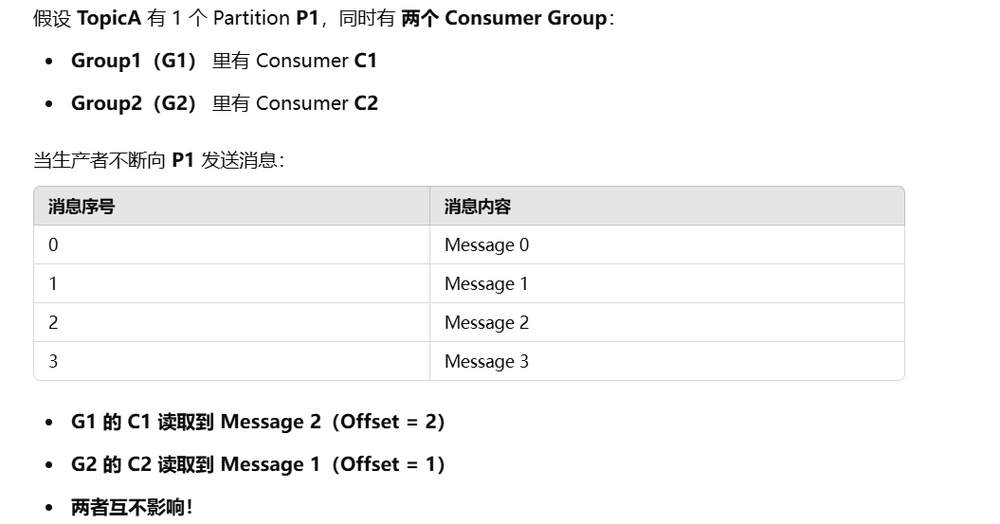 假设 TopicA 有 1 个 Partition P1，同时有 两个 Consumer Group：
• Group1（G1） 里有 Consumer C1
• Group2（G2） 里有 Consumer C2
当生产者不断向 P1 发送消息：
消息序号 消息内容
0 Message 0
1 Message 1
2 Message 2
3 Message 3
• G1 的 C1 读取到 Message 2（Offset = 2）
• G2 的 C2 读取到 Message 1（Offset = 1）
• 两者互不影响！